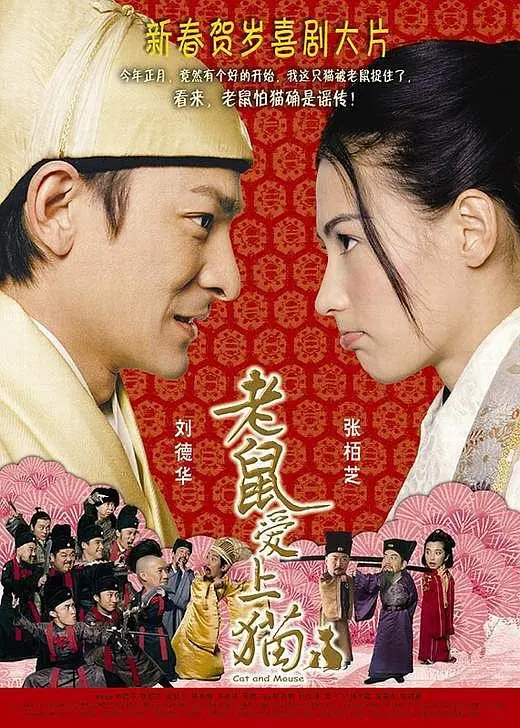 新春贺岁喜剧大片
今年正月，竟然有个好的开始，我这只猫被老鼠捉住了，
看来，老鼠怕猫确是谣传！
老鼠爱上猫
刘德华
张柏芝
Cat and Mouse